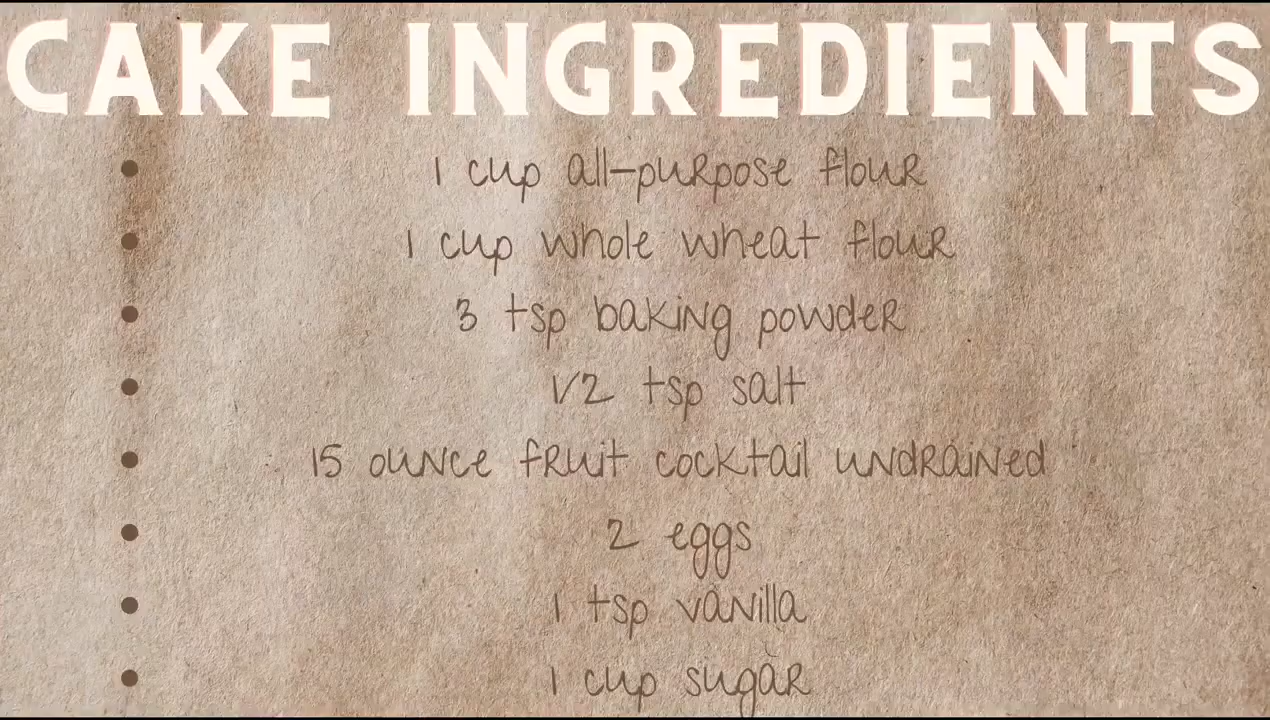 CAKE INGREDIENTS
• 1 cup all-purpose flour
• 1 cup whole wheat flour
• 3 tsp baking powder
• 1/2 tsp salt
• 15 ounce fruit cocktail undrained
• 2 eggs
• 1 tsp vanilla
• 1 cup sugar